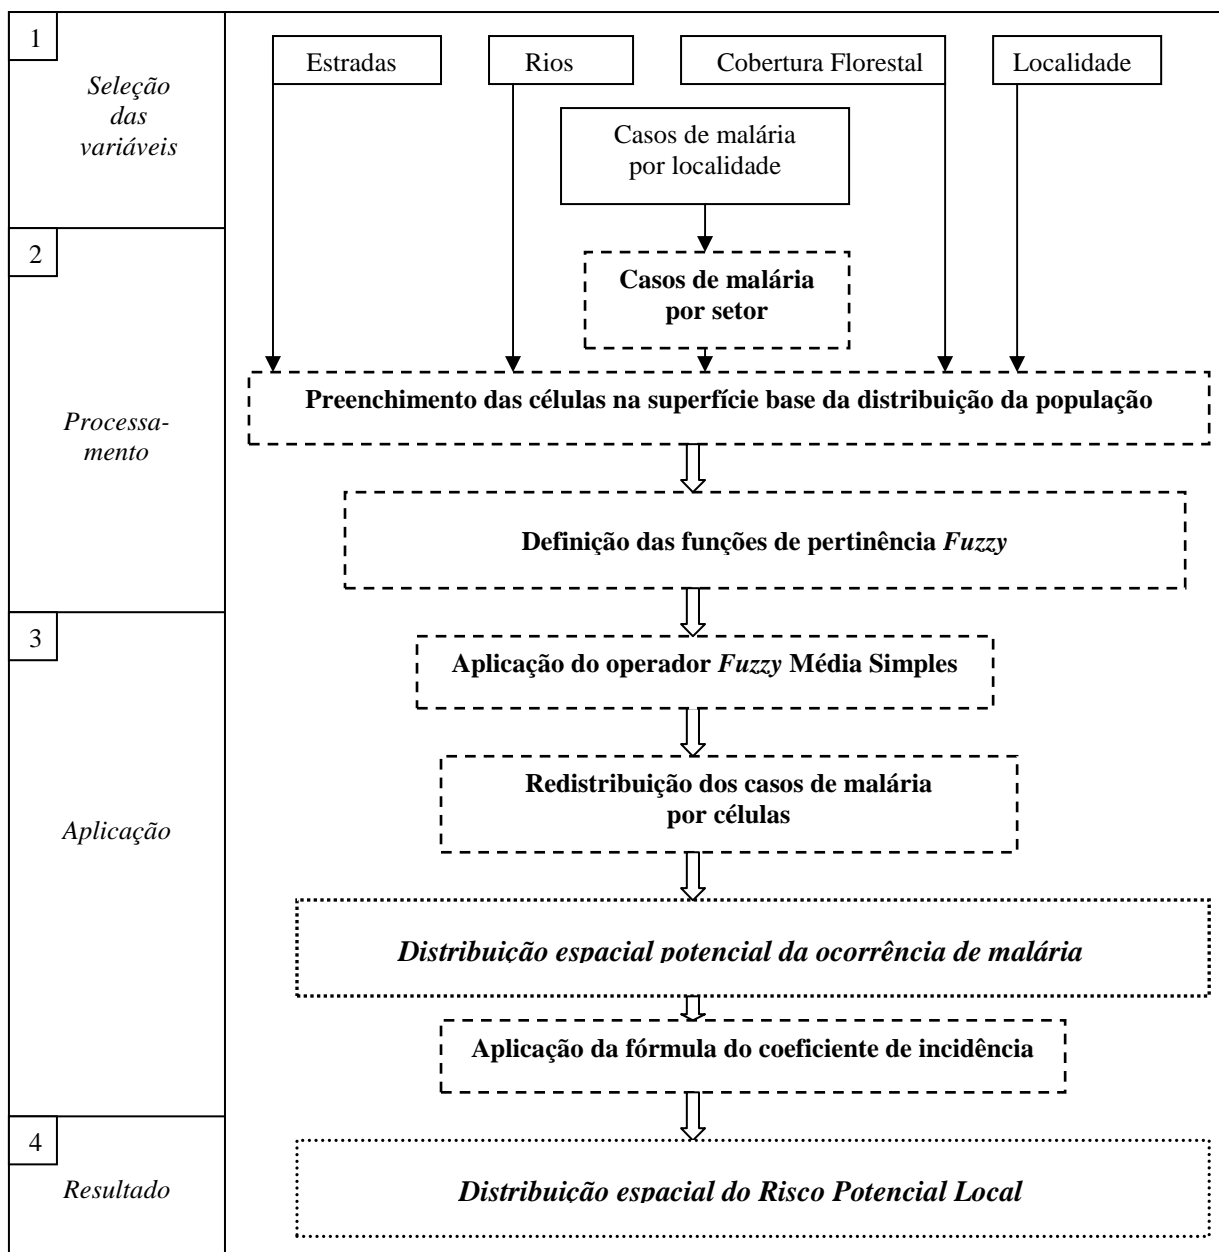 1
Seleção
das
variáveis
Estradas
Rios
Cobertura Florestal
Localidade
Casos de malária
por localidade
2
Processa-
mento
Casos de malária
por setor
Preenchimento das células na superfície base da distribuição da população
Definição das funções de pertinência Fuzzy
3
Aplicação
Aplicação do operador Fuzzy Média Simples
Redistribuição dos casos de malária
por células
Distribuição espacial potencial da ocorrência de malária
Aplicação da fórmula do coeficiente de incidência
4
Resultado
Distribuição espacial do Risco Potencial Local